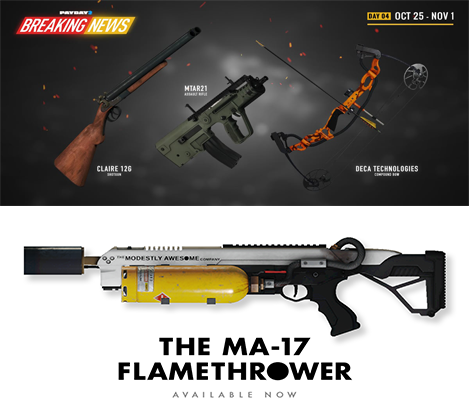 PAYDAY 2
BREAKING NEWS
DAY 04 OCT 25 - NOV 1
MTAR21
ASSAULT RIFLE
CLAIRE 12G
SHOTGUN
DECA TECHNOLOGIES
COMPOUND BOW
THE MODESTLY AWESOME COMPANY
THE MA-17
FLAMETHROWER
AVAILABLE NOW